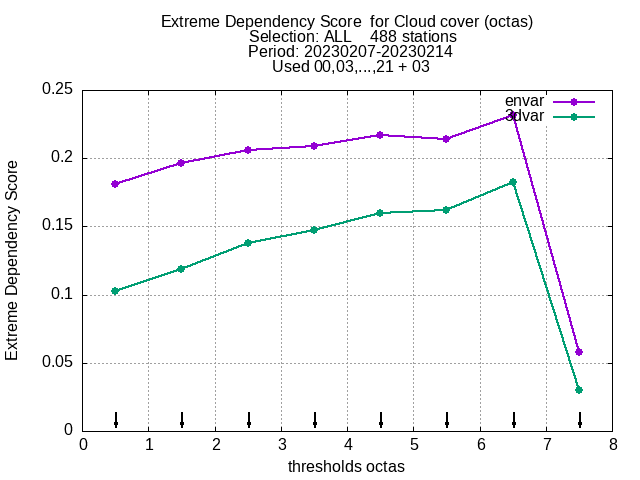 Extreme Dependency Score  for Cloud cover (octas)
Selection: ALL    488 stations
Period: 20230207-20230214
Used 00,03,...,21 + 03
envar
3dvar
0.25
0.2
0.15
0.1
0.05
0
Extreme Dependency Score
0 1 2 3 4 5 6 7 8
thresholds octas